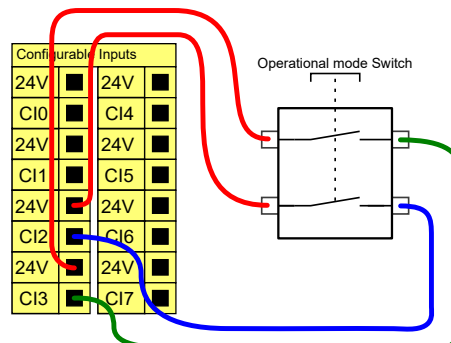 Configurable Inputs
24V 24V
CI0 CI4
24V 24V
CI1 CI5
24V 24V
CI2 CI6
24V 24V
CI3 CI7
Operational mode Switch